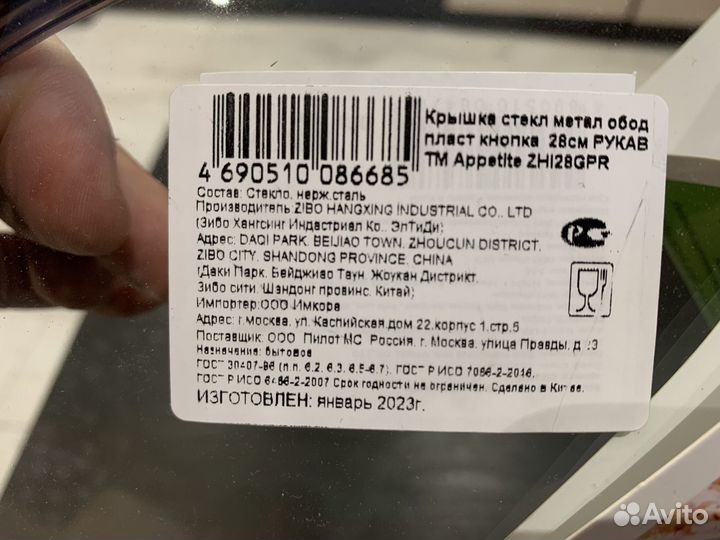 Крышка стекл метал обод
пласт кнопка 28см РУКАВ
TM Appetite ZHI28GPR
4 690510 086685
Состав: Стекло, нерж.сталь
Производитель:ZIBO HANGXING INDUSTRIAL CO., LTD
(Зибо Хангсинг Индастриал Ко., ЭлТиДи)
Адрес: DAQI PARK, BEIJIAO TOWN, ZHOUCUN DISTRICT,
ZIBO CITY, SHANDONG PROVINCE, CHINA
(Даки Парк, Бейджиао Таун, Жоукан Дистрикт,
Зибо сити, Шандонг провинс, Китай)
Импортер:ООО Имкора
Адрес: г.Москва, ул. Каспийская,дом 22,корпус 1,стр.5
Поставщик: ООО Пилот МС Россия, г. Москва, улица Правды, д
Назначение: бытовое
ГОСТ 30407-96 (п.п. 6.2, 6.3, 6.5-6.7), ГОСТ Р ИСО 7086-2-2016,
ГОСТ Р ИСО 6486-2-2007 Срок годности не ограничен. Сделано в Китае.
ИЗГОТОВЛЕН: январь 2023г.
Avito